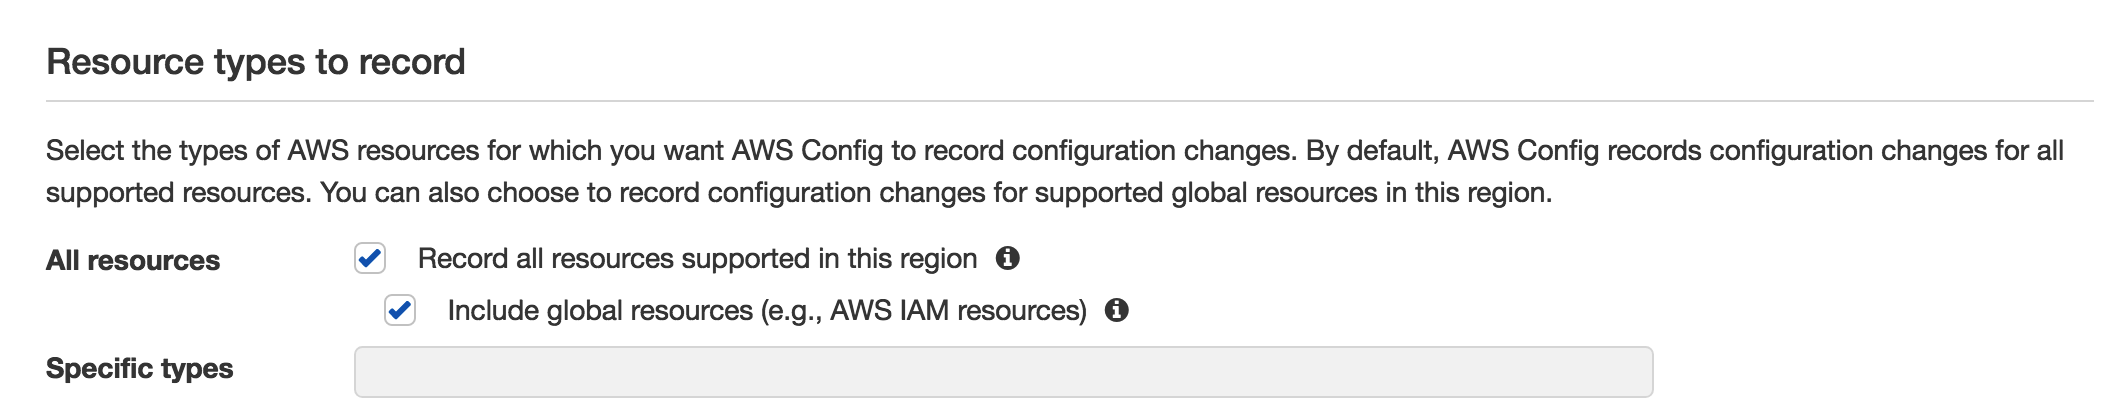 Resource types to record
Select the types of AWS resources for which you want AWS Config to record configuration changes. By default, AWS Config records configuration changes for all
supported resources. You can also choose to record configuration changes for supported global resources in this region.
All resources Record all resources supported in this region
Include global resources (e.g., AWS IAM resources)
Specific types